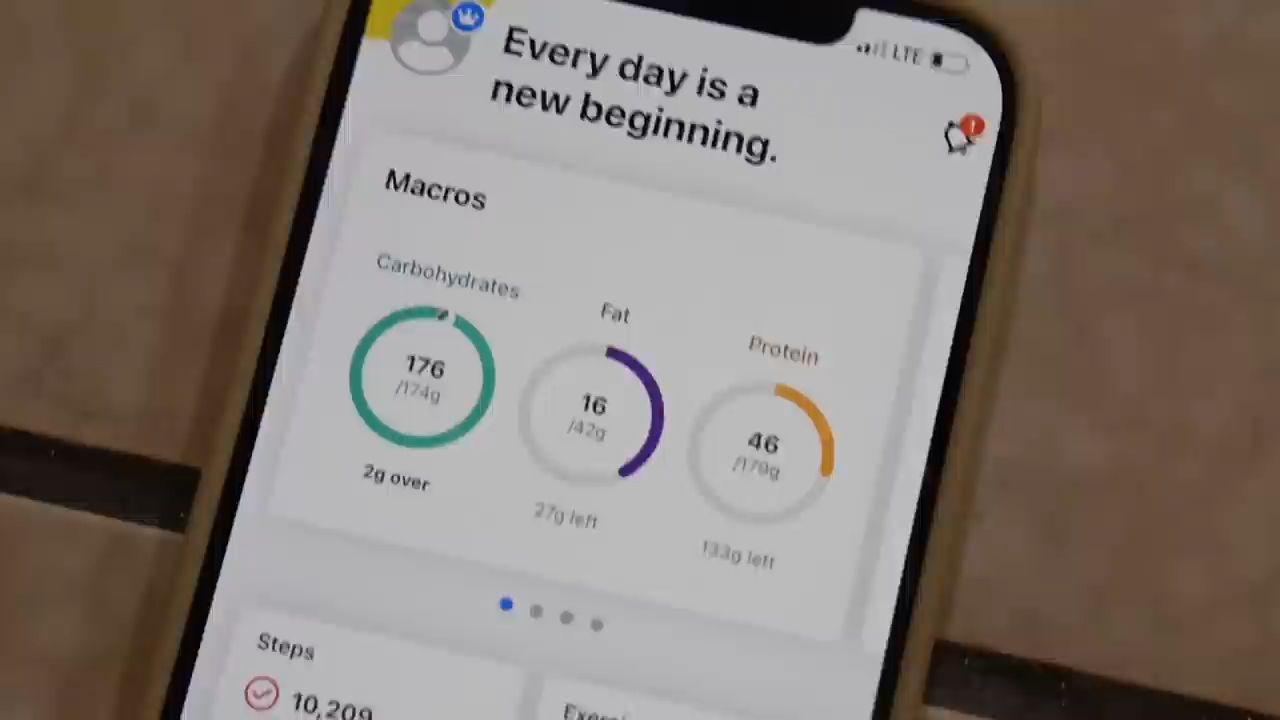 LTE
Every day is a
new beginning.
Macros
Carbohydrates
Fat
Protein
176
/174g
16
/42g
46
/179g
2g over
27g left
133g left
Steps
10,209